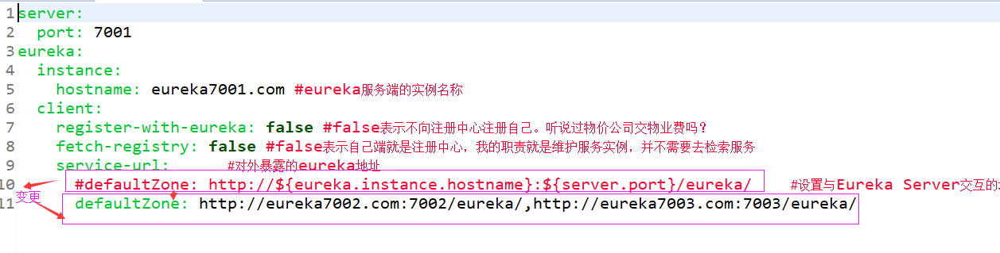 1 server:
2 port: 7001
3 eureka:
4 instance:
5 hostname: eureka7001.com #eureka服务端的实例名称
6 client:
7 register-with-eureka: false #false表示不向注册中心注册自己。听说过物价公司交物业费吗？
8 fetch-registry: false #false表示自己端就是注册中心，我的职责就是维护服务实例，并不需要去检索服务
9 service-url: #对外暴露的eureka地址
10 #defaultZone: http://${eureka.instance.hostname}:${server.port}/eureka/ #设置与Eureka Server交互的
变更
11 defaultZone: http://eureka7002.com:7002/eureka/,http://eureka7003.com:7003/eureka/